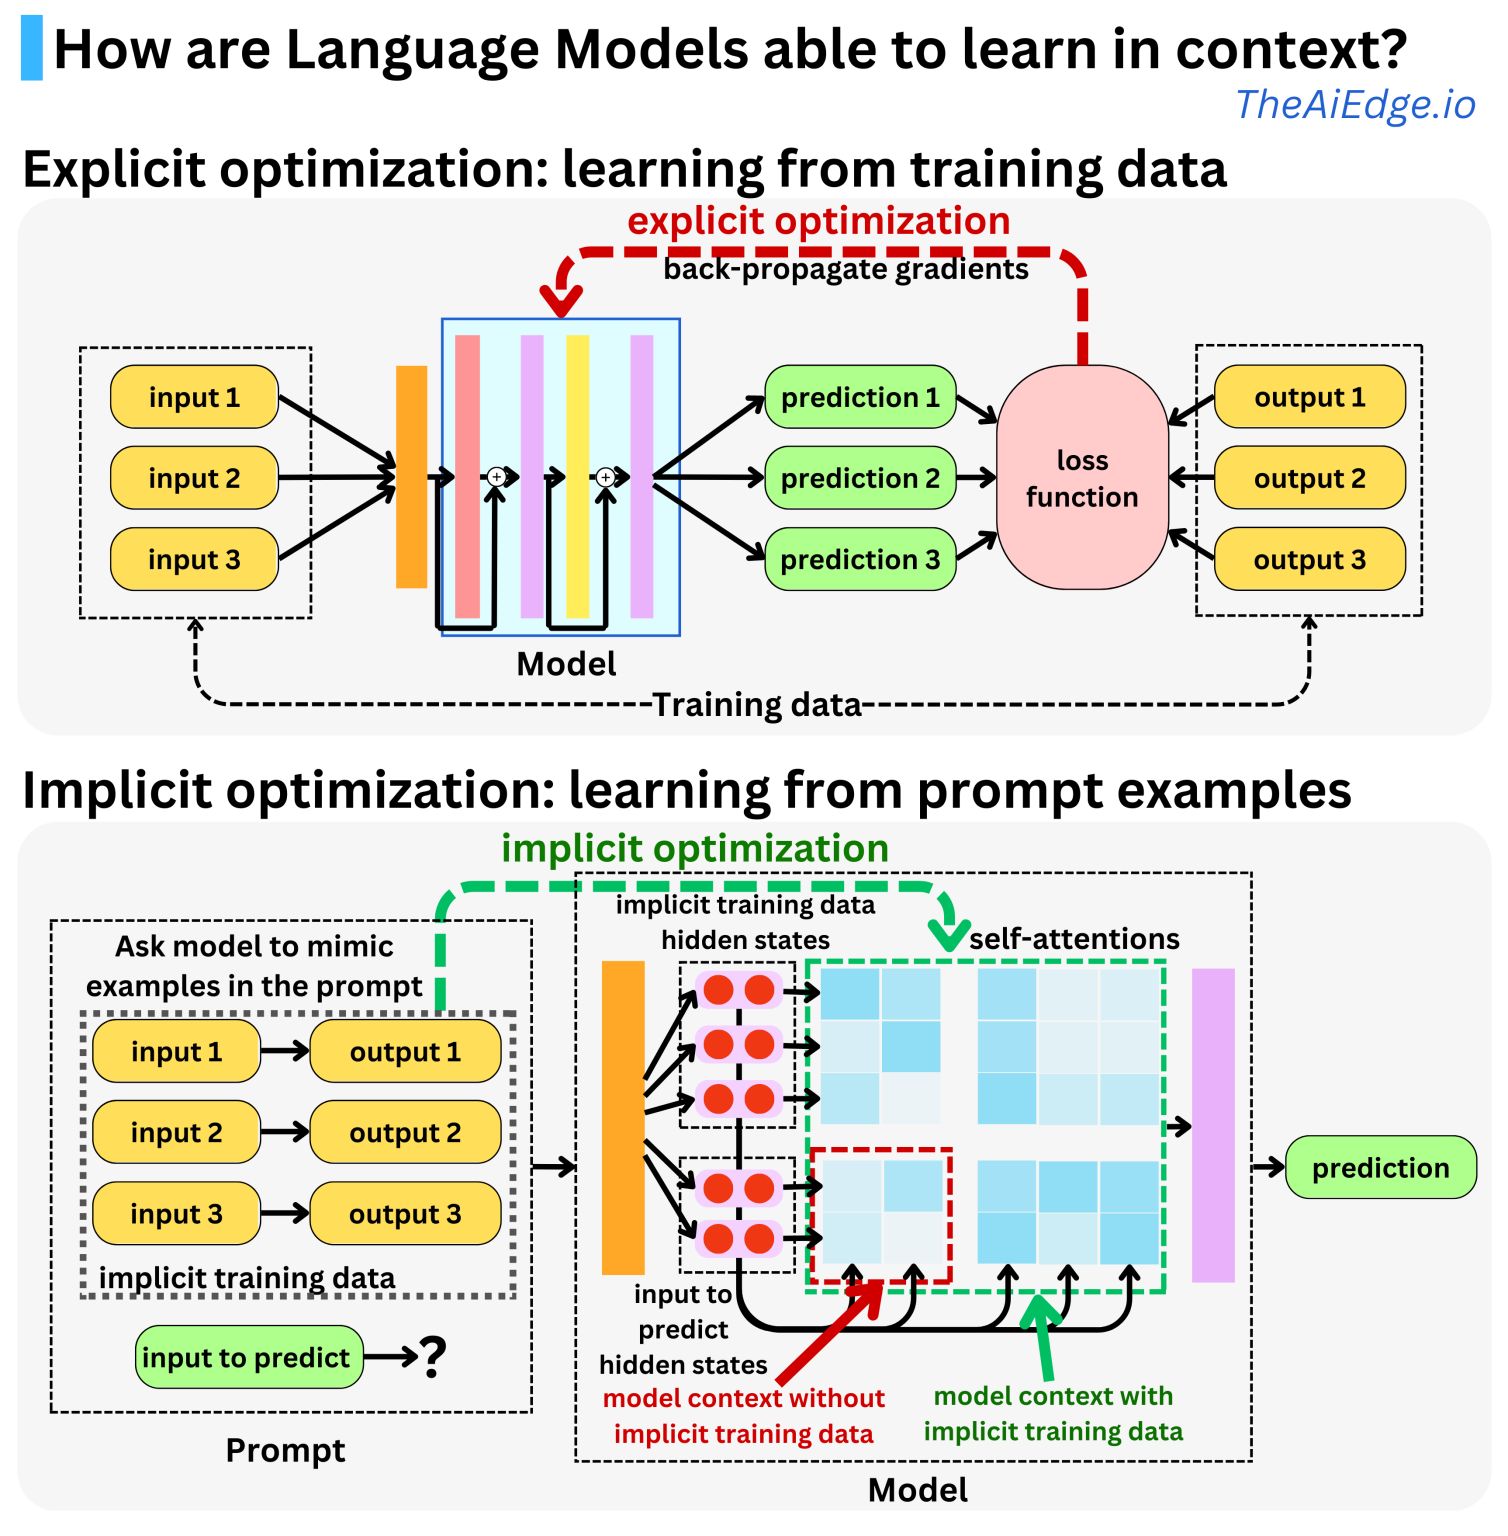 How are Language Models able to learn in context?
TheAiEdge.io
Explicit optimization: learning from training data
explicit optimization
back-propagate gradients
input 1
input 2
input 3
prediction 1
prediction 2
prediction 3
loss
function
output 1
output 2
output 3
Model
Training data
Implicit optimization: learning from prompt examples
implicit optimization
Ask model to mimic
examples in the prompt
input 1
output 1
input 2
output 2
input 3
output 3
implicit training data
input to predict
?
Prompt
implicit training data
hidden states
self-attentions
input to
predict
hidden states
model context without
implicit training data
model context with
implicit training data
Model
prediction